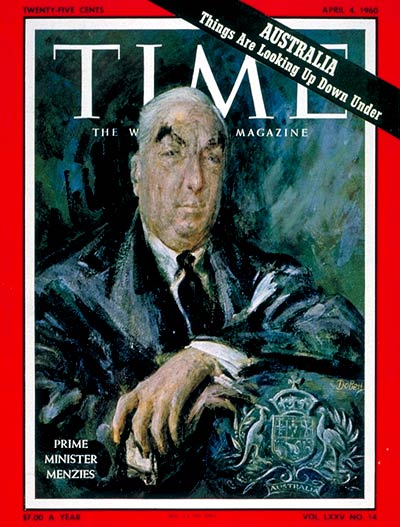 TWENTY-FIVE CENTS
APRIL 4, 1960
AUSTRALIA
Things Are Looking Up Down Under
TIME
THE W MAGAZINE
Dobell
PRIME
MINISTER
MENZIES
AUSTRALIA
$7.00 A YEAR
VOL. LXXV NO. 14